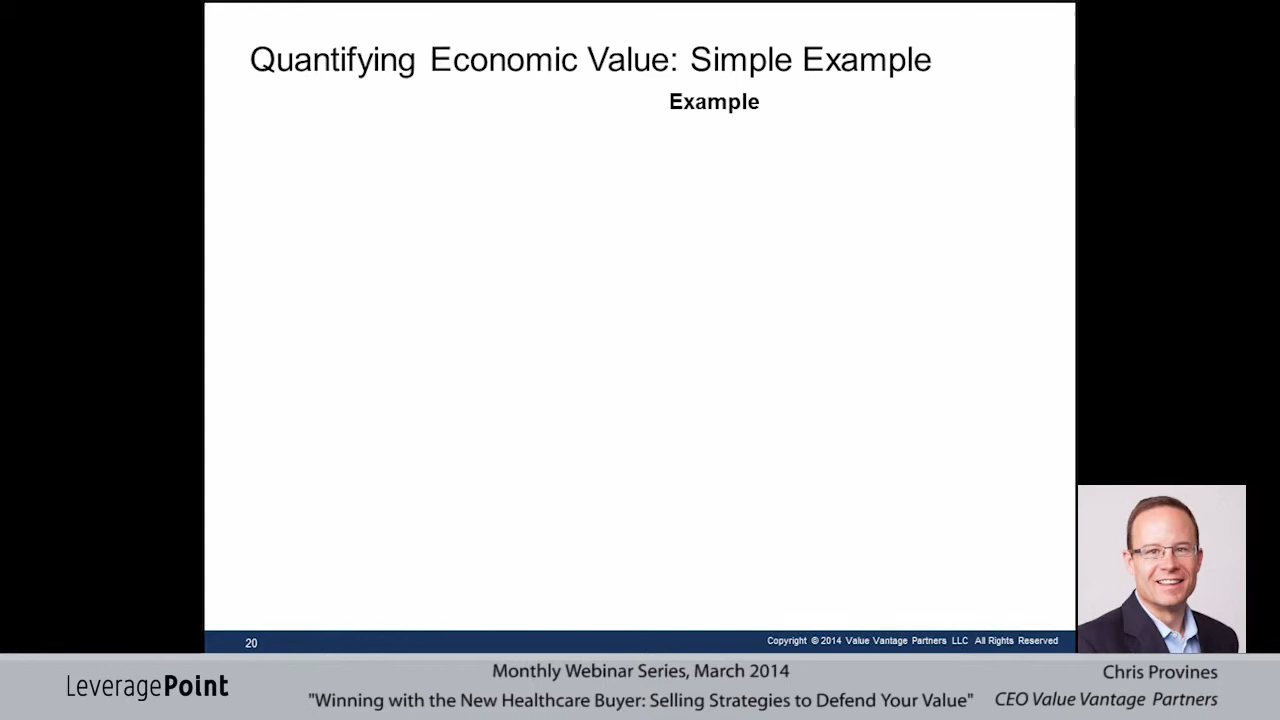 Quantifying Economic Value: Simple Example
Example
20
Copyright © 2014 Value Vantage Partners LLC All Rights Reserved
LeveragePoint
Monthly Webinar Series, March 2014
"Winning with the New Healthcare Buyer: Selling Strategies to Defend Your Value"
Chris Provines
CEO Value Vantage Partners